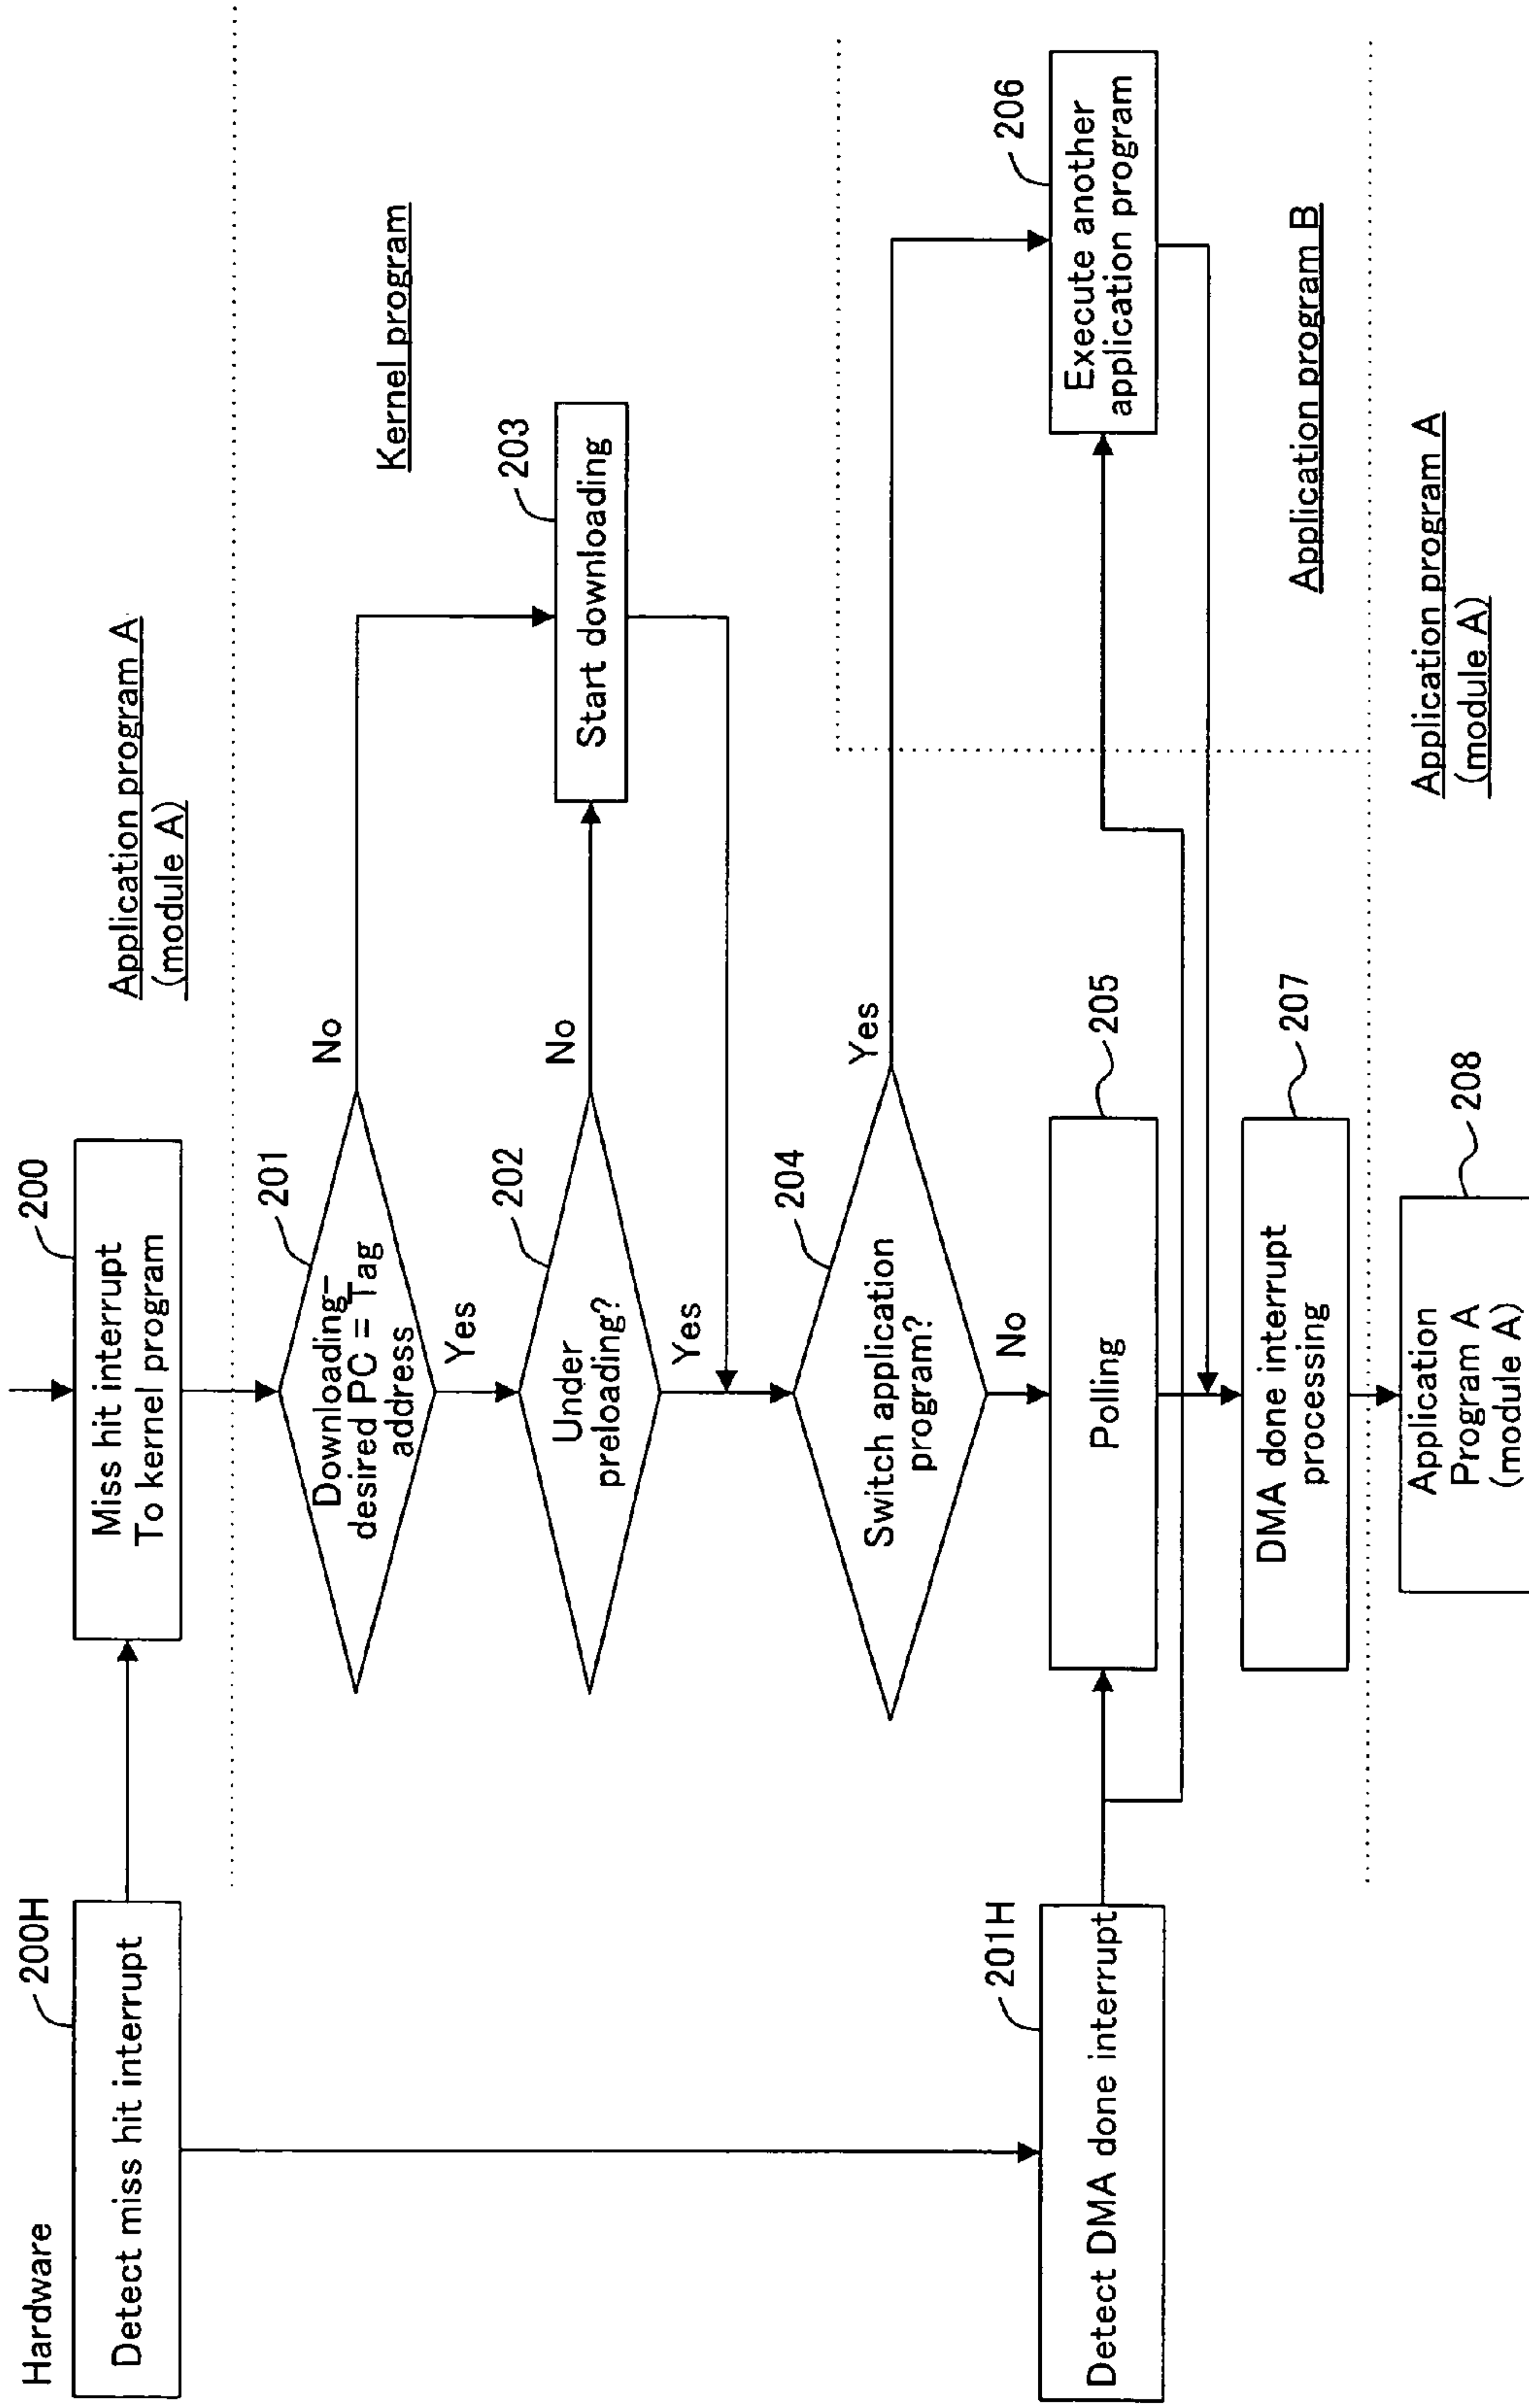 Hardware
200H
Detect miss hit interrupt
200
Miss hit interrupt
To kernel program
Application program A
(module A)
Kernel program
201
Downloading-
desired PC = Tag
address
No
Yes
202
Under
preloading?
No
Yes
203
Start downloading
204
Switch application
program?
Yes
No
201H
Detect DMA done interrupt
205
Polling
206
Execute another
application program
Application program B
207
DMA done interrupt
processing
Application program A
(module A)
208
Application
Program A
(module A)